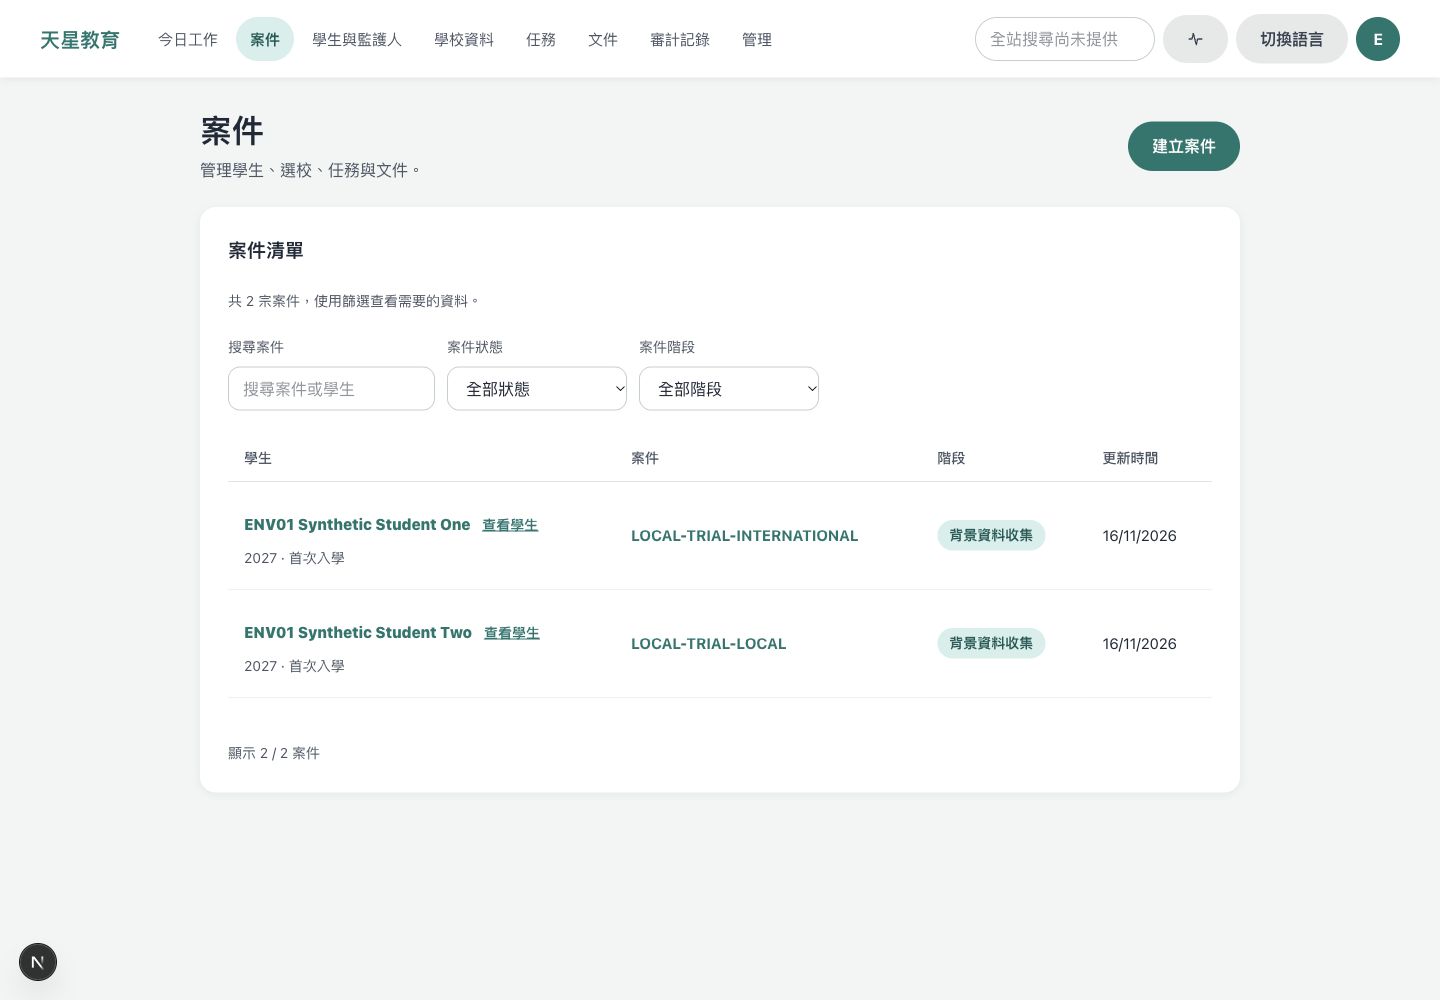 天星教育
今日工作
案件
學生與監護人
學校資料
任務
文件
審計記錄
管理
全站搜尋尚未提供
切換語言
E
案件
管理學生、選校、任務與文件。
建立案件
案件清單
共 2 宗案件，使用篩選查看需要的資料。
搜尋案件
案件狀態
案件階段
搜尋案件或學生
全部狀態
全部階段
學生
案件
階段
更新時間
ENV01 Synthetic Student One 查看學生
2027 · 首次入學
LOCAL-TRIAL-INTERNATIONAL
背景資料收集
16/11/2026
ENV01 Synthetic Student Two 查看學生
2027 · 首次入學
LOCAL-TRIAL-LOCAL
背景資料收集
16/11/2026
顯示 2 / 2 案件
N